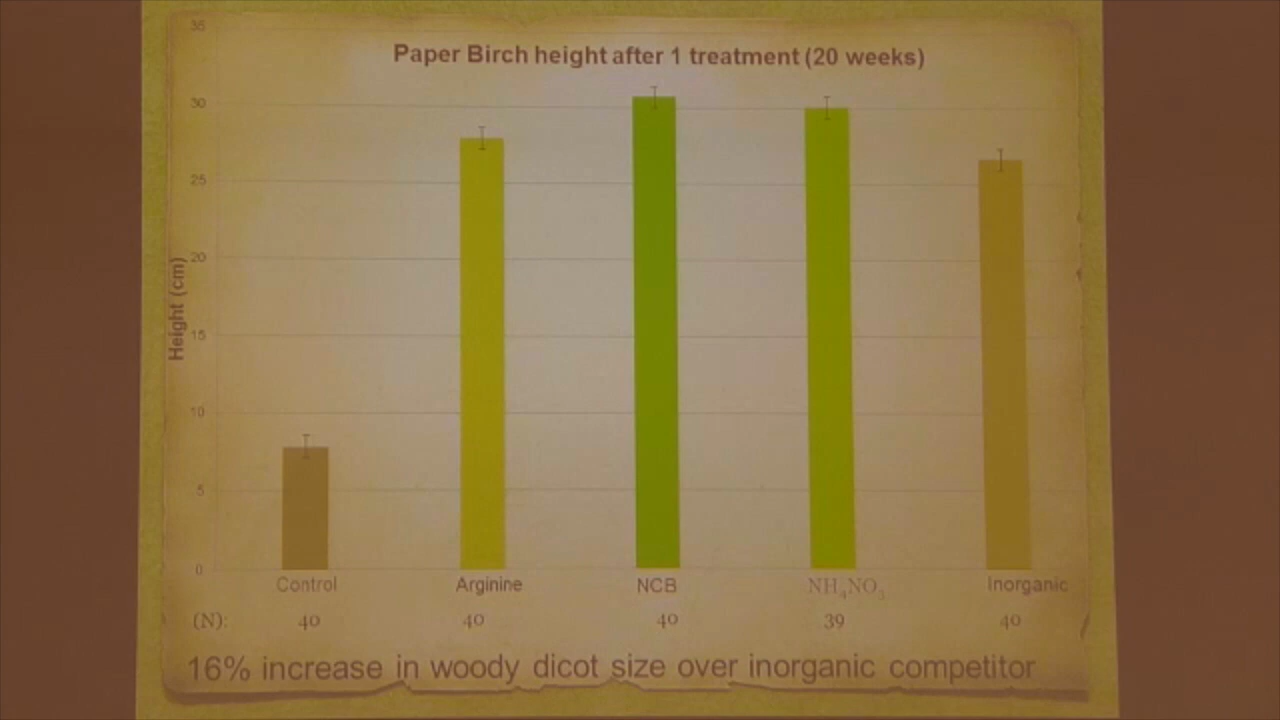 35
Paper Birch height after 1 treatment (20 weeks)
30
25
20
15
10
5
0
Height (cm)
Control Arginine NCB NH₄NO₃ Inorganic
(N): 40 40 40 39 40
16% increase in woody dicot size over inorganic competitor